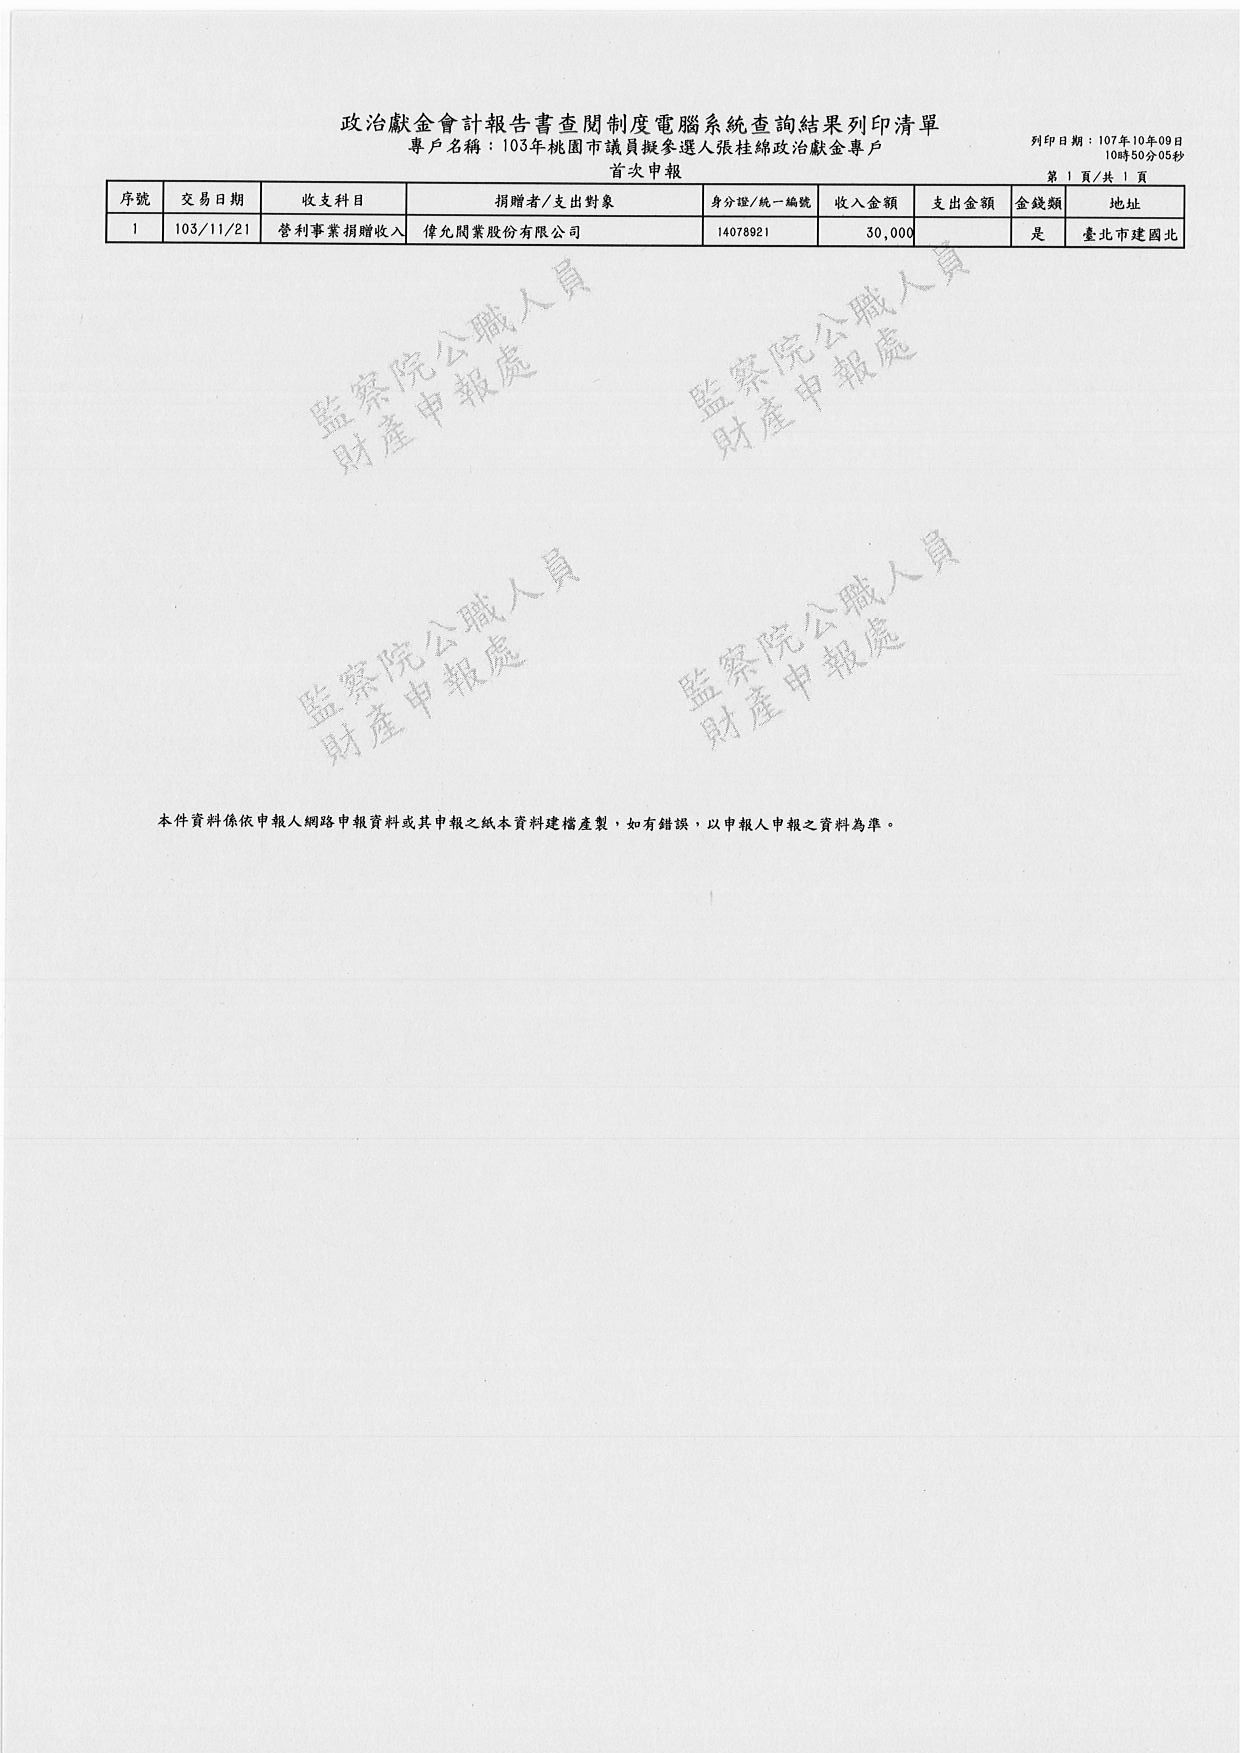 政治獻金會計報告書查閱制度電腦系統查詢結果列印清單
專戶名稱：103年桃園市議員擬參選人張桂綿政治獻金專戶
首次申報
列印日期：107年10年09日
10時50分05秒
第 1 頁/共 1 頁
序號 交易日期 收支科目 捐贈者/支出對象 身分證/統一編號 收入金額 支出金額 金錢類 地址
1 103/11/21 營利事業捐贈收入 偉允閥業股份有限公司 14078921 30,000 是 臺北市建國北
監察院公職人員
財產申報處
監察院公職人員
財產申報處
監察院公職人員
財產申報處
監察院公職人員
財產申報處
本件資料係依申報人網路申報資料或其申報之紙本資料建檔產製，如有錯誤，以申報人申報之資料為準。